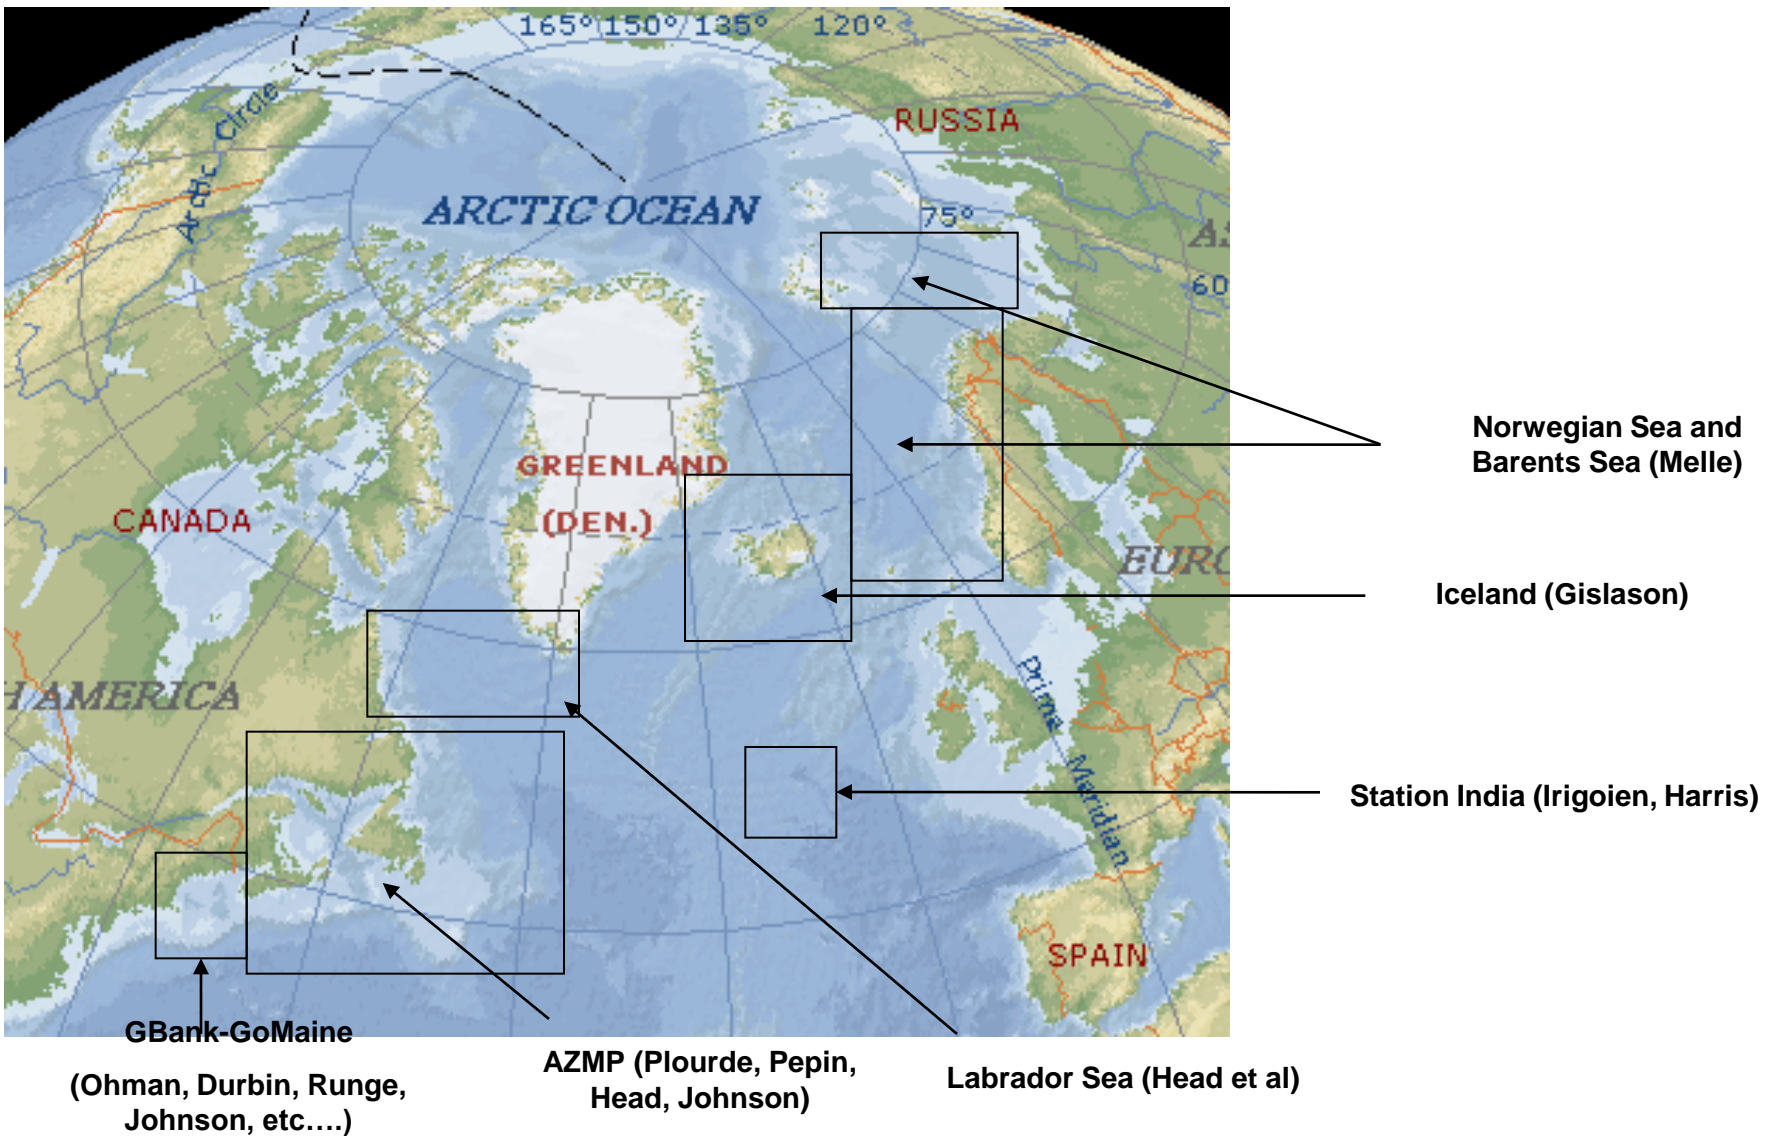 165° 150° 135° 120°
RUSSIA
Arctic Circle
ARCTIC OCEAN
75°
AS
60
GREENLAND
(DEN.)
CANADA
Norwegian Sea and
Barents Sea (Melle)
EURO
Iceland (Gislason)
H AMERICA
Prime Meridian
Station India (Irigoien, Harris)
SPAIN
GBank-GoMaine
(Ohman, Durbin, Runge,
Johnson, etc….)
AZMP (Plourde, Pepin,
Head, Johnson)
Labrador Sea (Head et al)